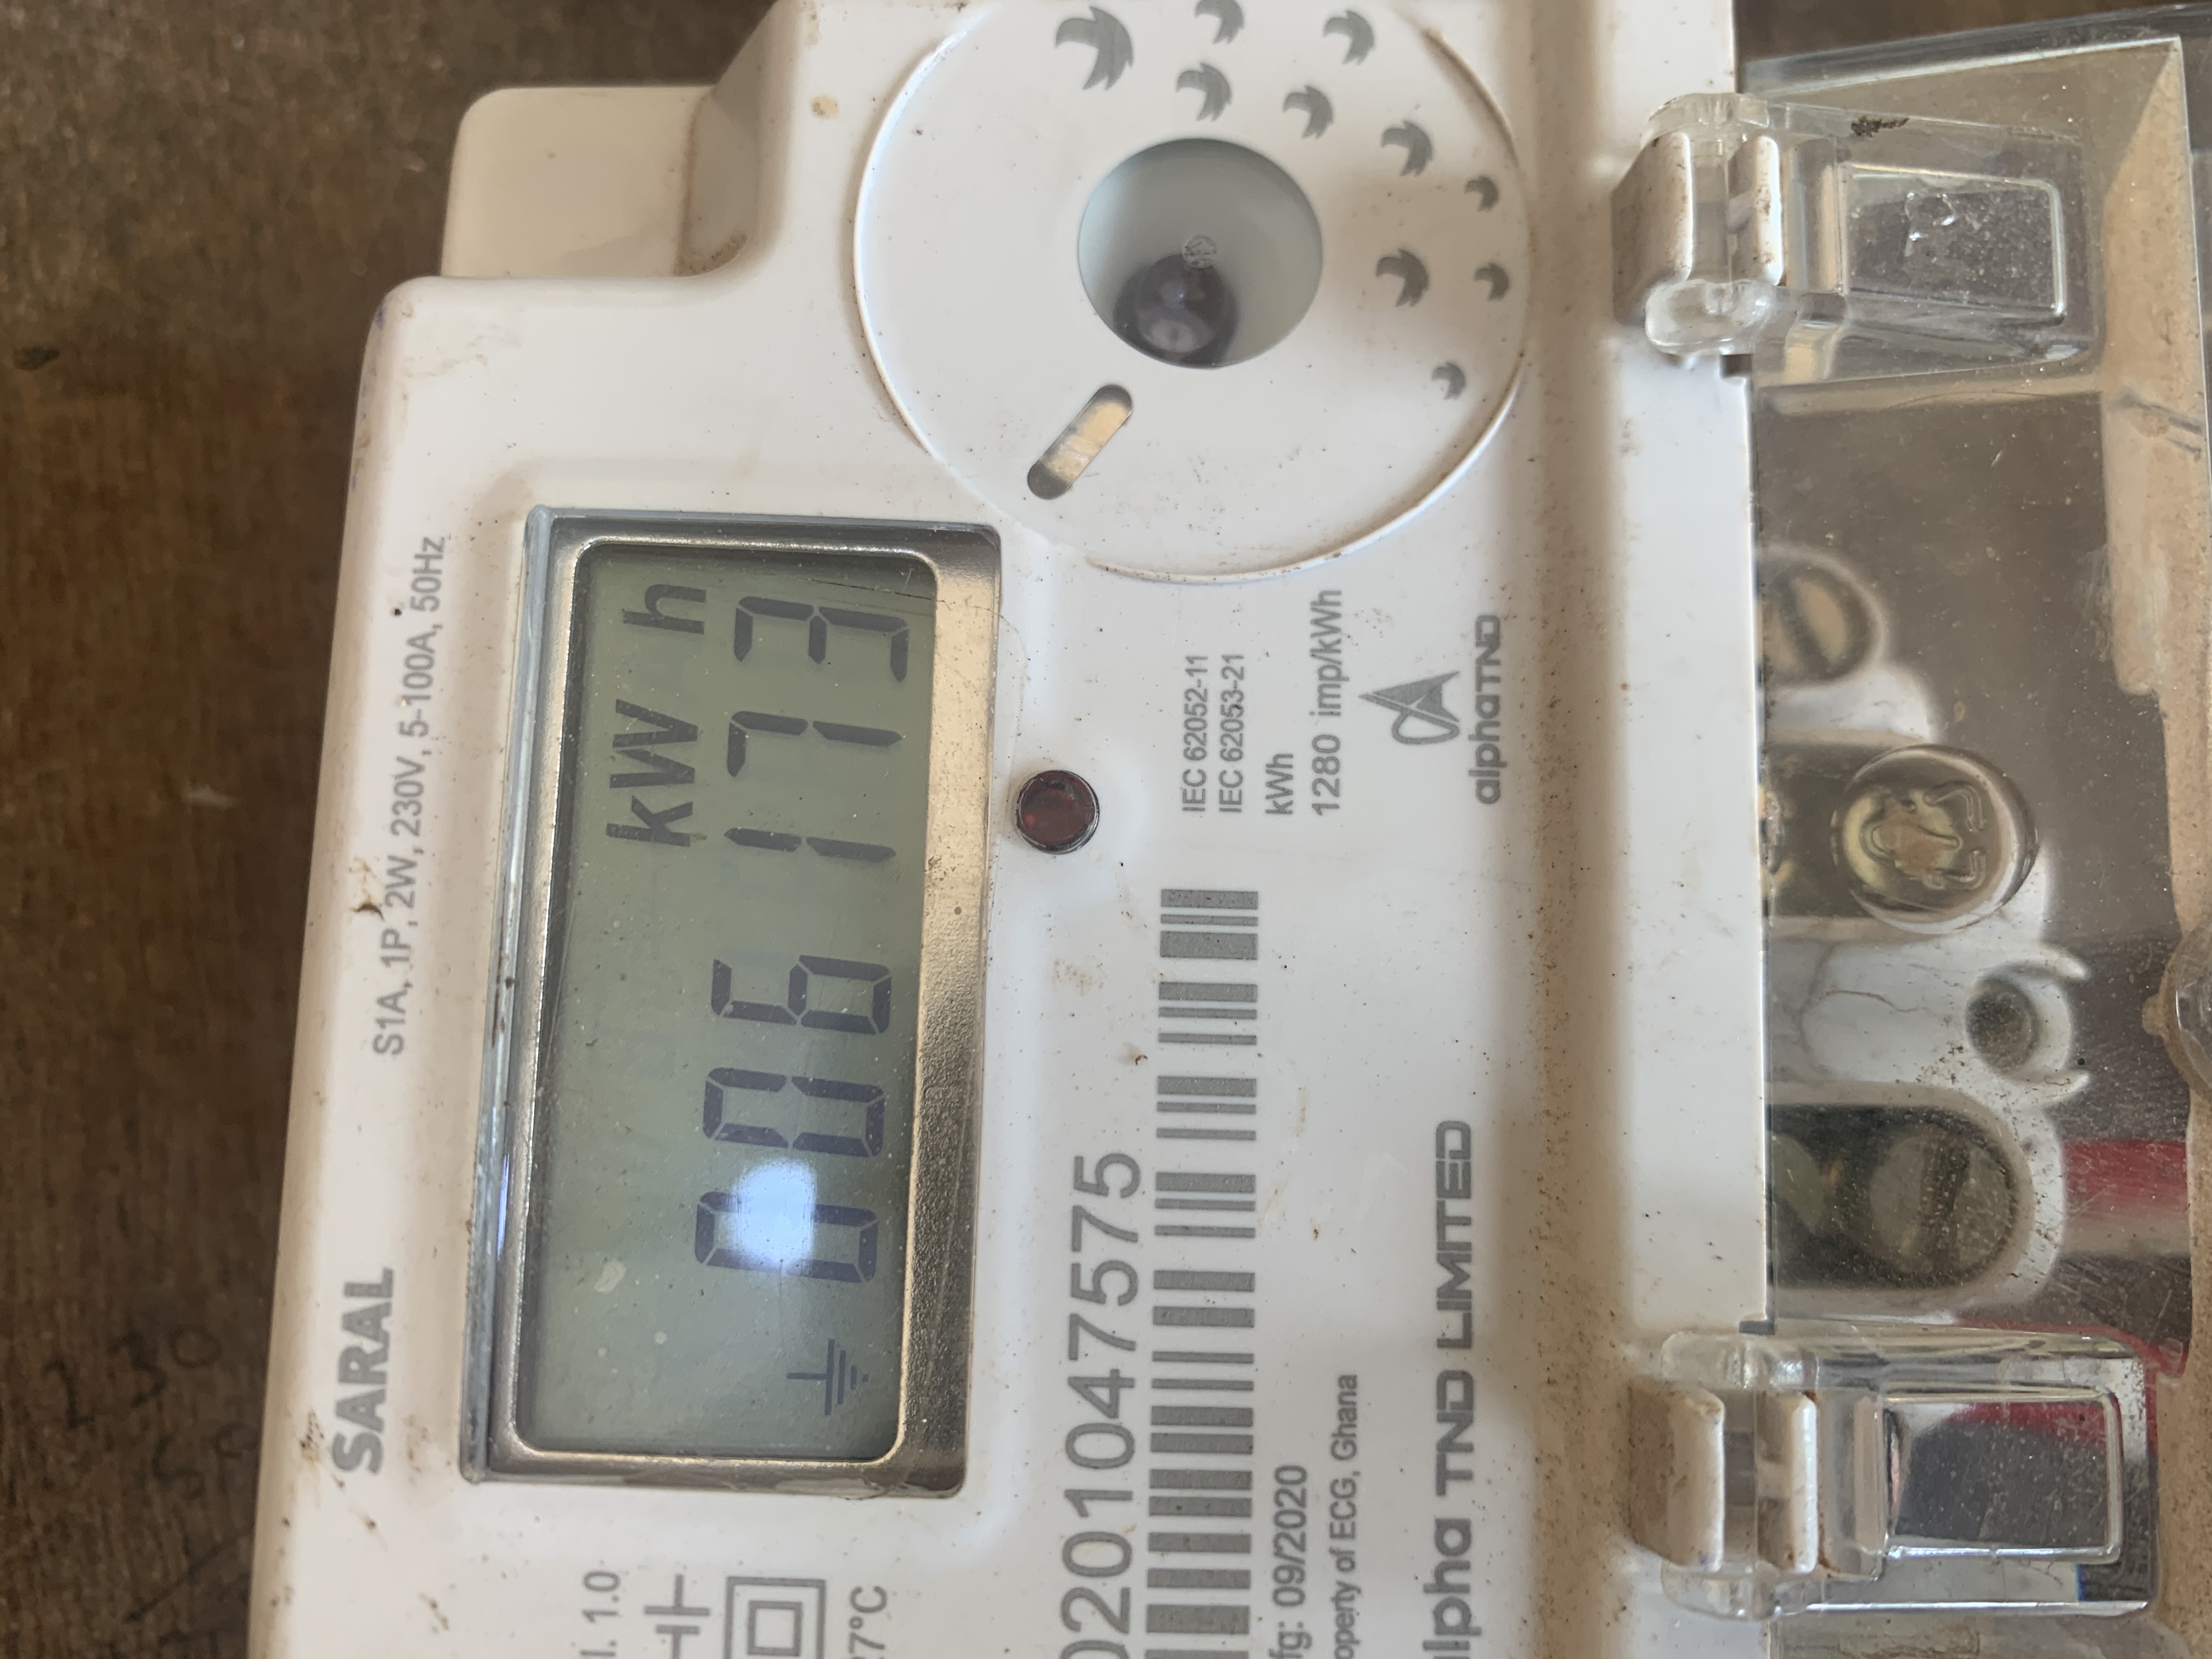 SARAL
S1A, 1P, 2W, 230V, 5-100A, 50Hz
l. 1.0
27°C
kW h
006173
0201047575
fg: 09/2020
operty of ECG, Ghana
alpha TND LIMITED
IEC 62052-11
IEC 62053-21
kWh
1280 imp/kWh
alphaTND